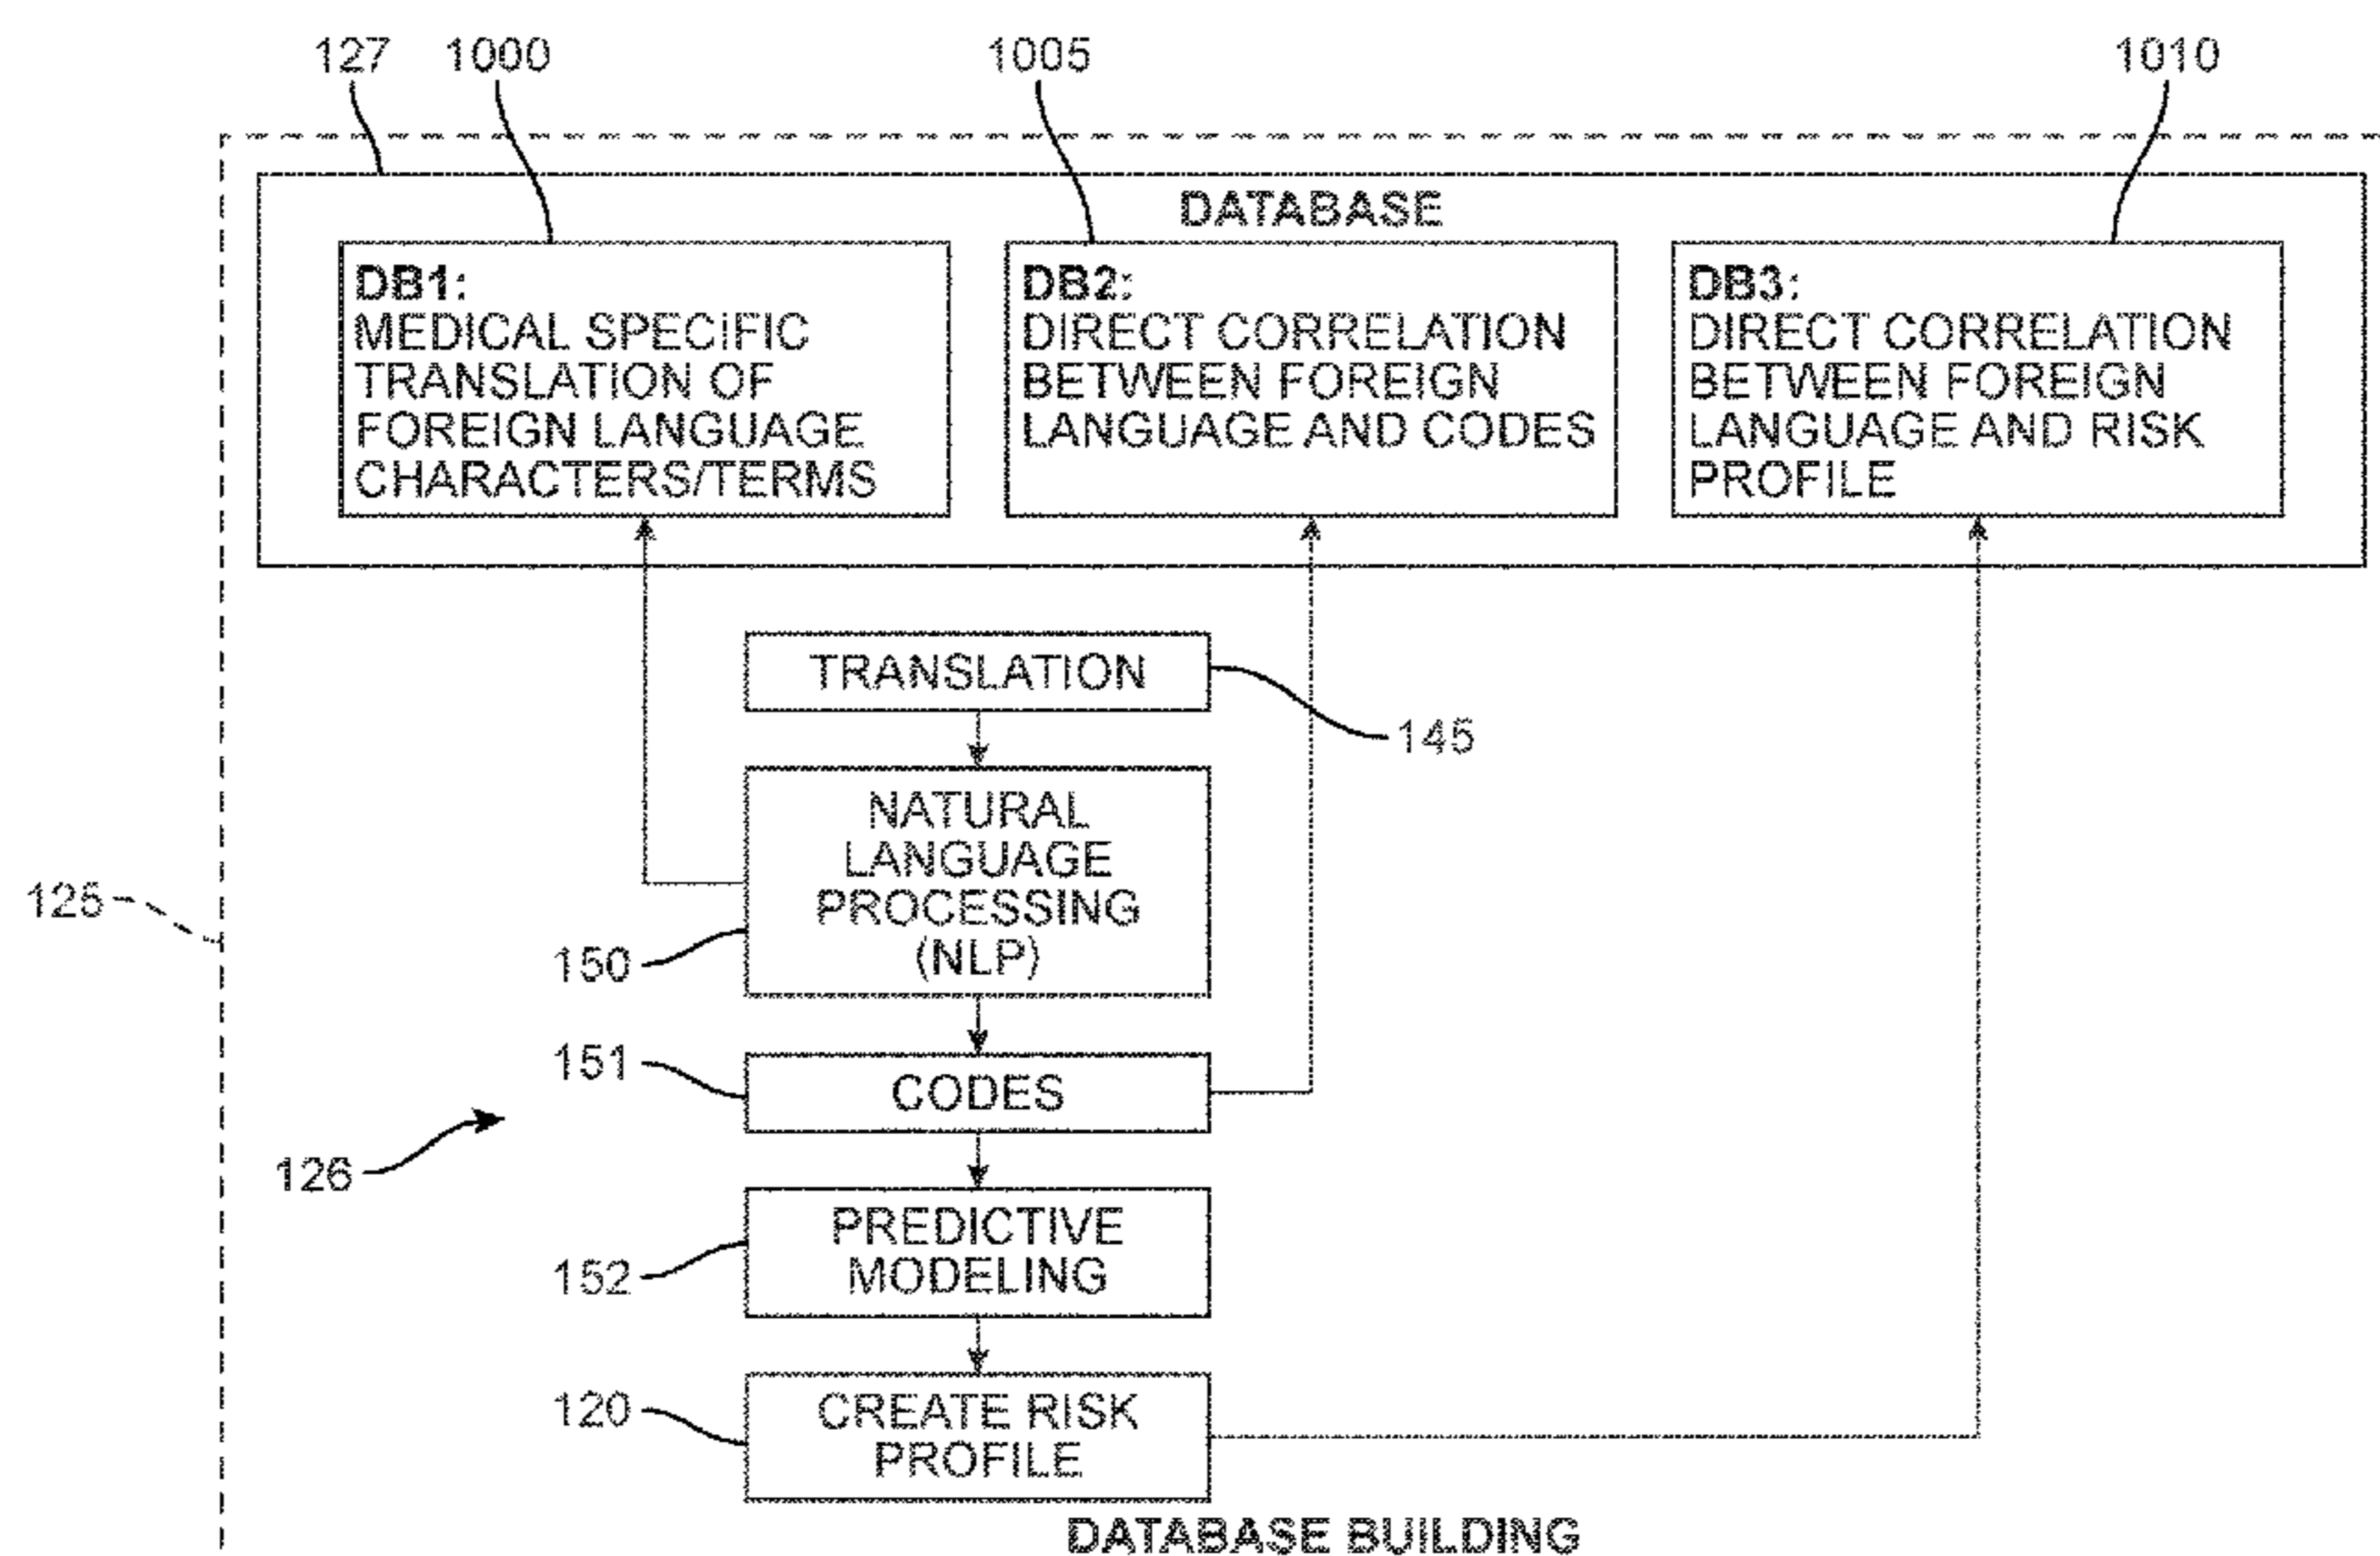 127
1000
1005
1010
DATABASE
DB1:
MEDICAL SPECIFIC
TRANSLATION OF
FOREIGN LANGUAGE
CHARACTERS/TERMS
DB2:
DIRECT CORRELATION
BETWEEN FOREIGN
LANGUAGE AND CODES
DB3:
DIRECT CORRELATION
BETWEEN FOREIGN
LANGUAGE AND RISK
PROFILE
TRANSLATION
145
NATURAL
LANGUAGE
PROCESSING
(NLP)
125
150
151
CODES
126
PREDICTIVE
MODELING
152
120
CREATE RISK
PROFILE
DATABASE BUILDING